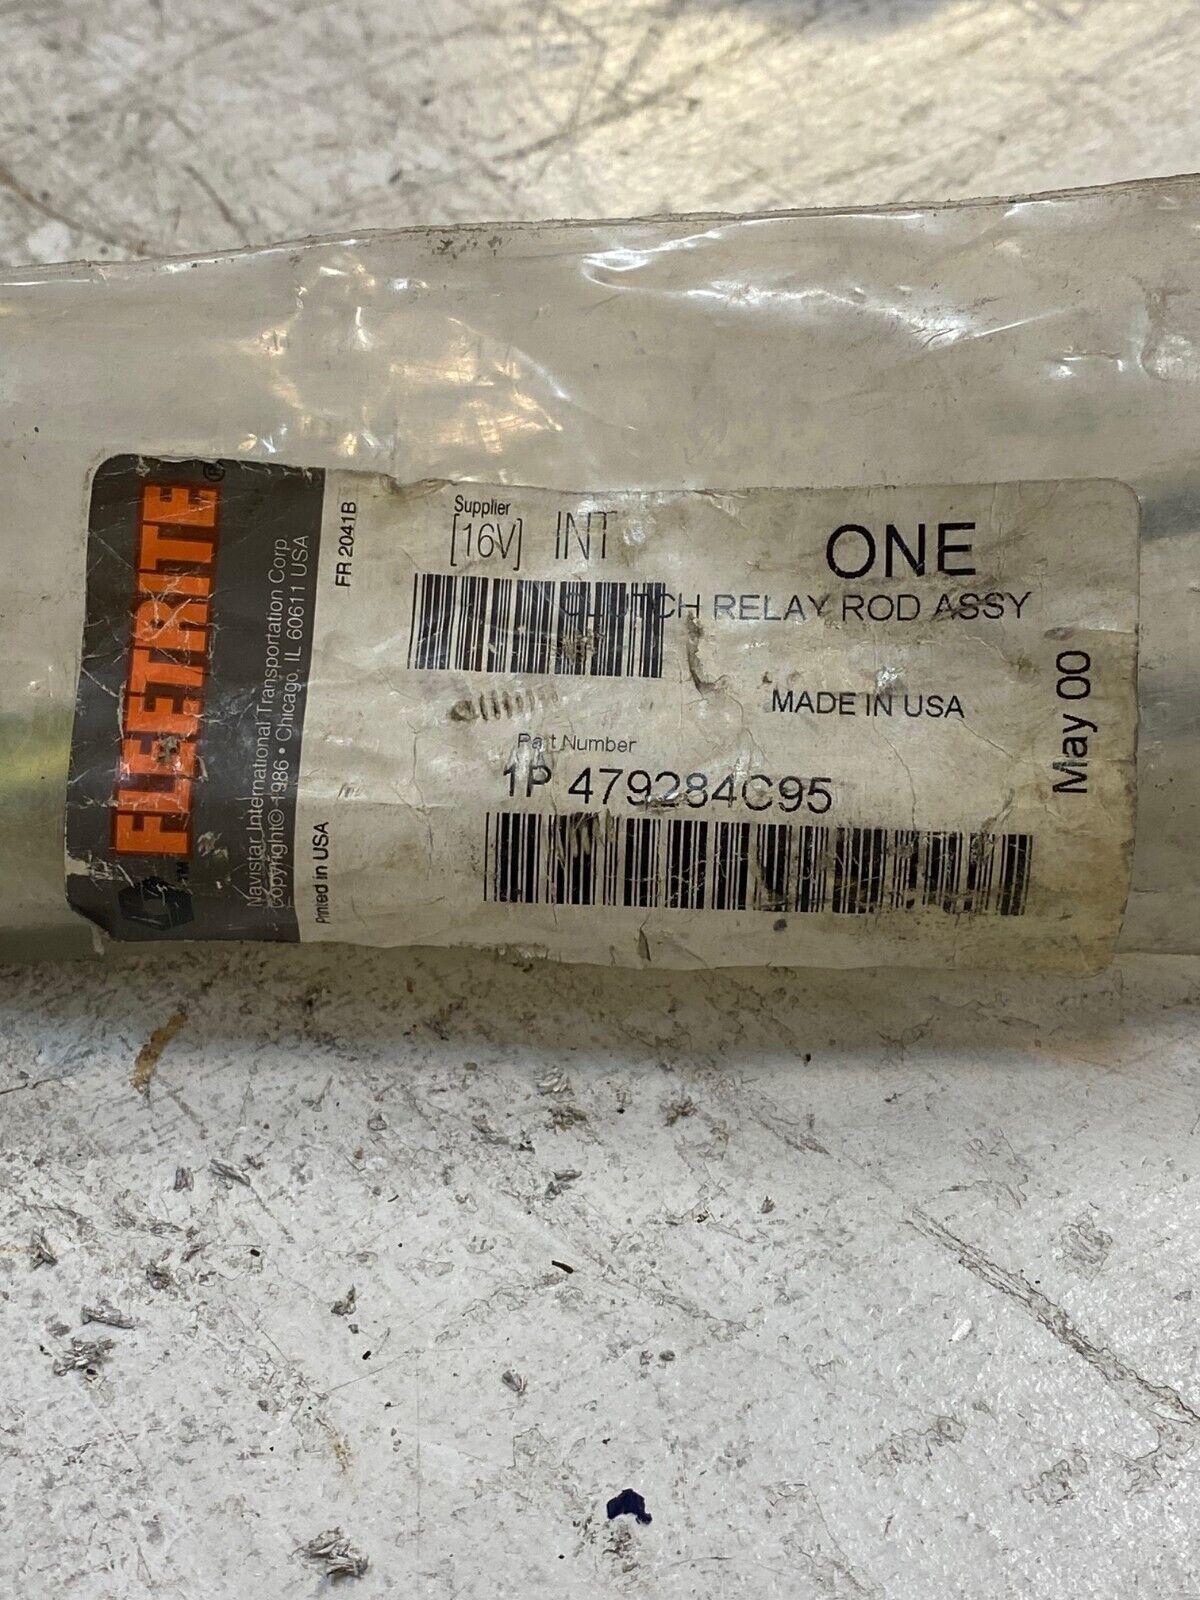 FLEETRITE®
TM
Navistar International Transportation Corp
Copyright© 1986 • Chicago, IL 60611 USA
FR 2041B
Printed in USA
Supplier
[16V] INT
ONE
CLUTCH RELAY ROD ASSY
MADE IN USA
Part Number
1P 479284C95
May 00